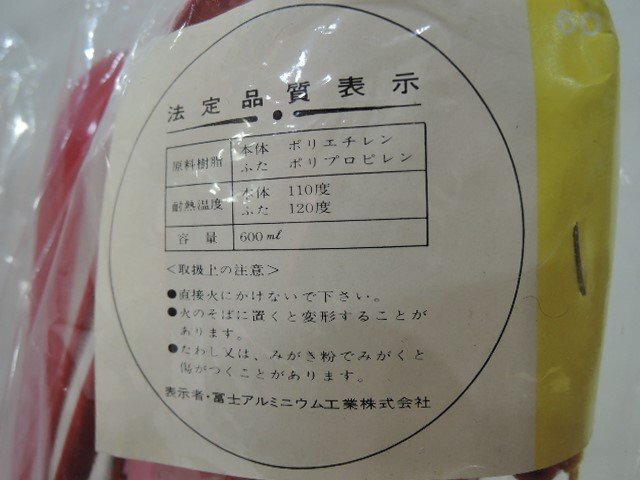 60
法定品質表示
原料樹脂 本体 ポリエチレン
ふた ポリプロピレン
耐熱温度 本体 110度
ふた 120度
容量 600ml
<取扱上の注意>
●直接火にかけないで下さい。
●火のそばに置くと変形することが
あります。
●たわし又は、みがき粉でみがくと
傷がつくことがあります。
表示者・冨士アルミニウム工業株式会社